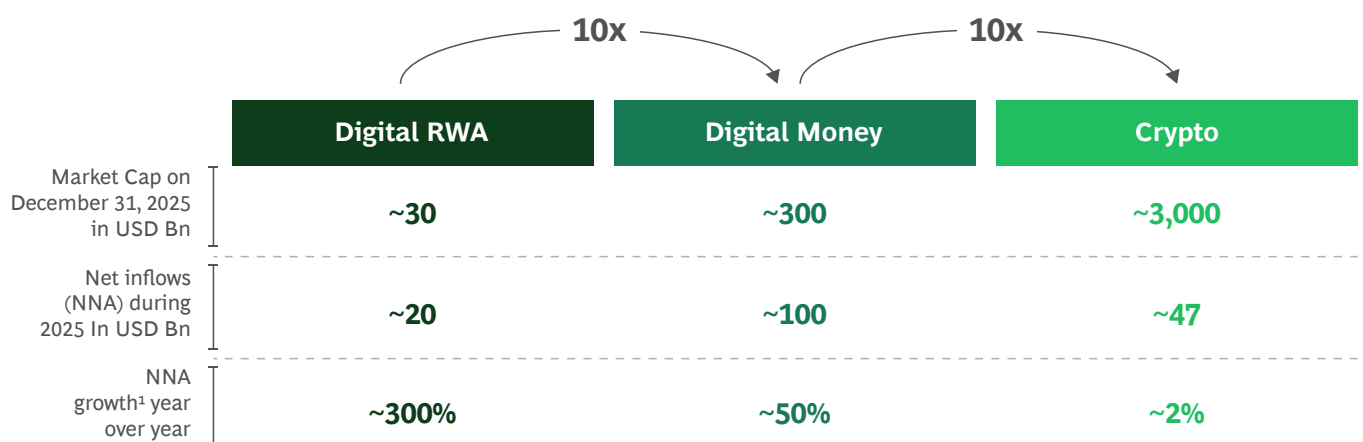 10x
10x
Digital RWA
Digital Money
Crypto
Market Cap on
December 31, 2025
in USD Bn
~30
~300
~3,000
Net inflows
(NNA) during
2025 In USD Bn
~20
~100
~47
NNA
growth¹ year
over year
~300%
~50%
~2%